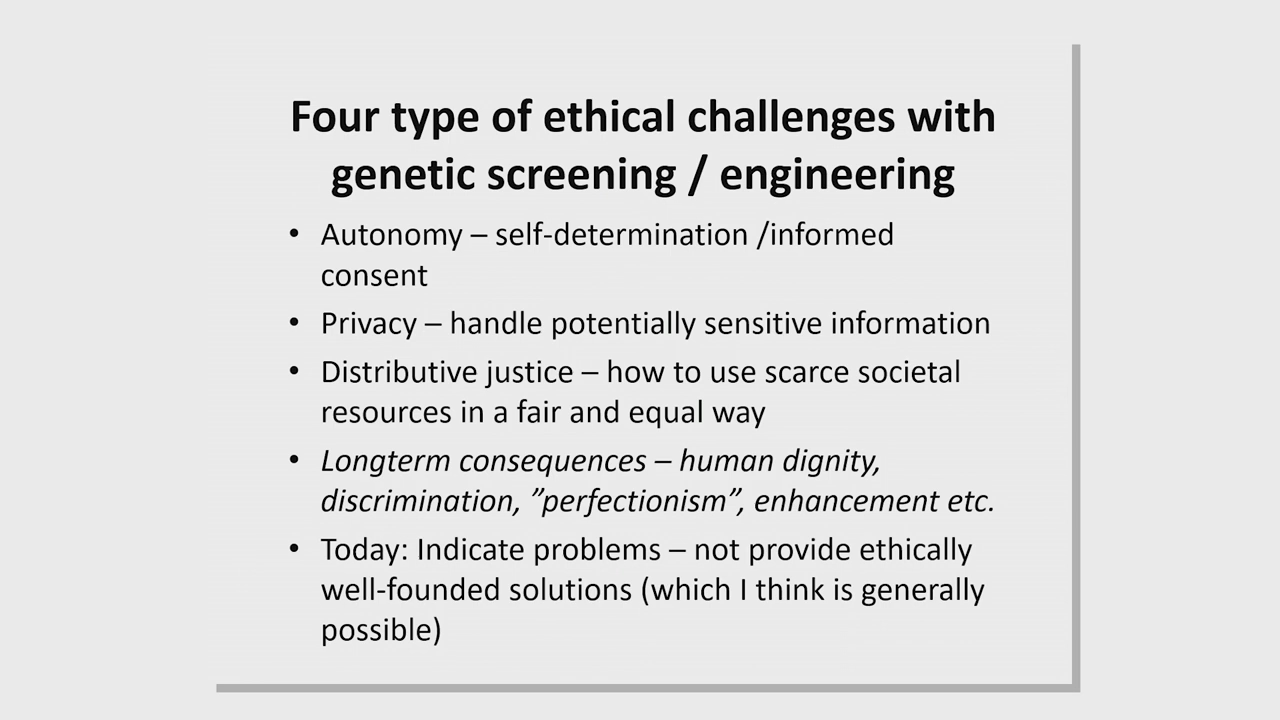 Four type of ethical challenges with
genetic screening / engineering
• Autonomy – self-determination /informed
consent
• Privacy – handle potentially sensitive information
• Distributive justice – how to use scarce societal
resources in a fair and equal way
• Longterm consequences – human dignity,
discrimination, ”perfectionism”, enhancement etc.
• Today: Indicate problems – not provide ethically
well-founded solutions (which I think is generally
possible)